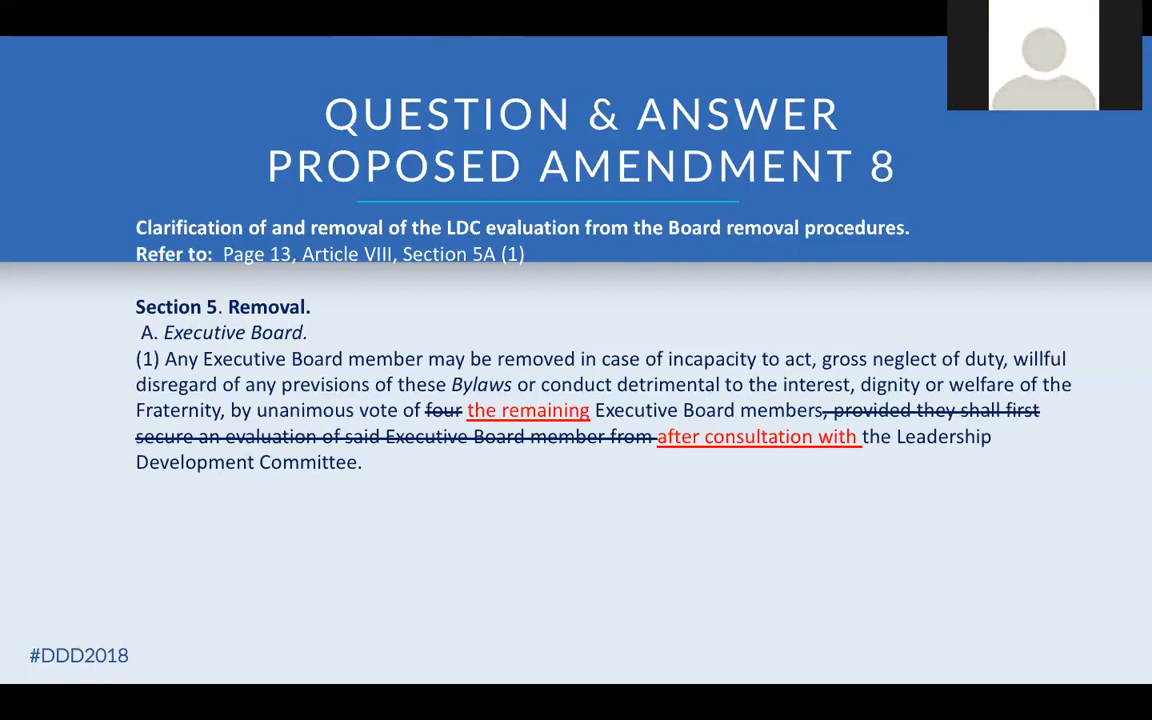 QUESTION & ANSWER
PROPOSED AMENDMENT 8
Clarification of and removal of the LDC evaluation from the Board removal procedures.
Refer to: Page 13, Article VIII, Section 5A (1)
Section 5. Removal.
A. Executive Board.
(1) Any Executive Board member may be removed in case of incapacity to act, gross neglect of duty, willful
disregard of any previsions of these Bylaws or conduct detrimental to the interest, dignity or welfare of the
Fraternity, by unanimous vote of four the remaining Executive Board members, provided they shall first
secure an evaluation of said Executive Board member from after consultation with the Leadership
Development Committee.
#DDD2018